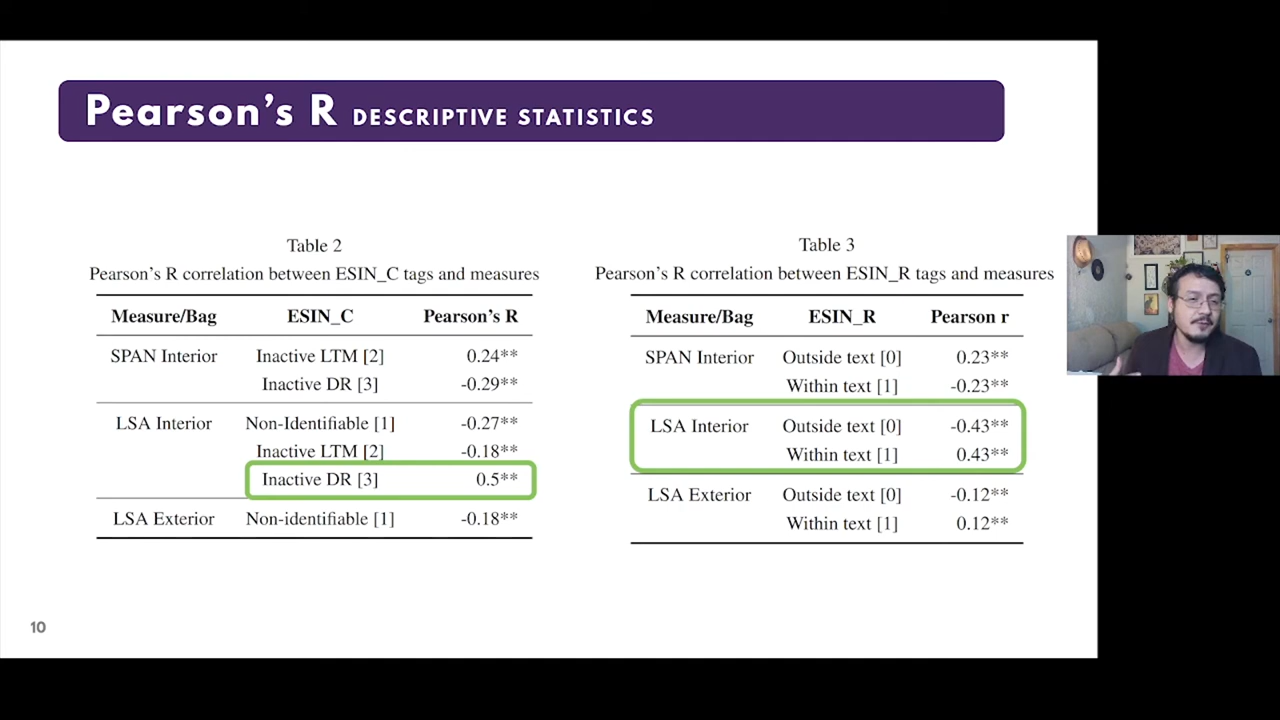 Pearson's R DESCRIPTIVE STATISTICS
Table 2
Pearson's R correlation between ESIN_C tags and measures
Measure/Bag ESIN_C Pearson's R
SPAN Interior Inactive LTM [2] 0.24**
Inactive DR [3] -0.29**
LSA Interior Non-Identifiable [1] -0.27**
Inactive LTM [2] -0.18**
Inactive DR [3] 0.5**
LSA Exterior Non-identifiable [1] -0.18**
Table 3
Pearson's R correlation between ESIN_R tags and measures
Measure/Bag ESIN_R Pearson r
SPAN Interior Outside text [0] 0.23**
Within text [1] -0.23**
LSA Interior Outside text [0] -0.43**
Within text [1] 0.43**
LSA Exterior Outside text [0] -0.12**
Within text [1] 0.12**
10